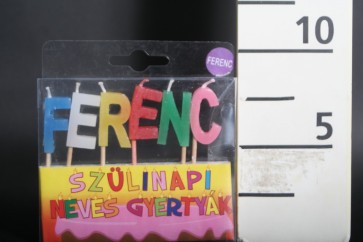 FERENC
FERENC
SZÜLINAPI
NEVES GYERTYÁK
10
5